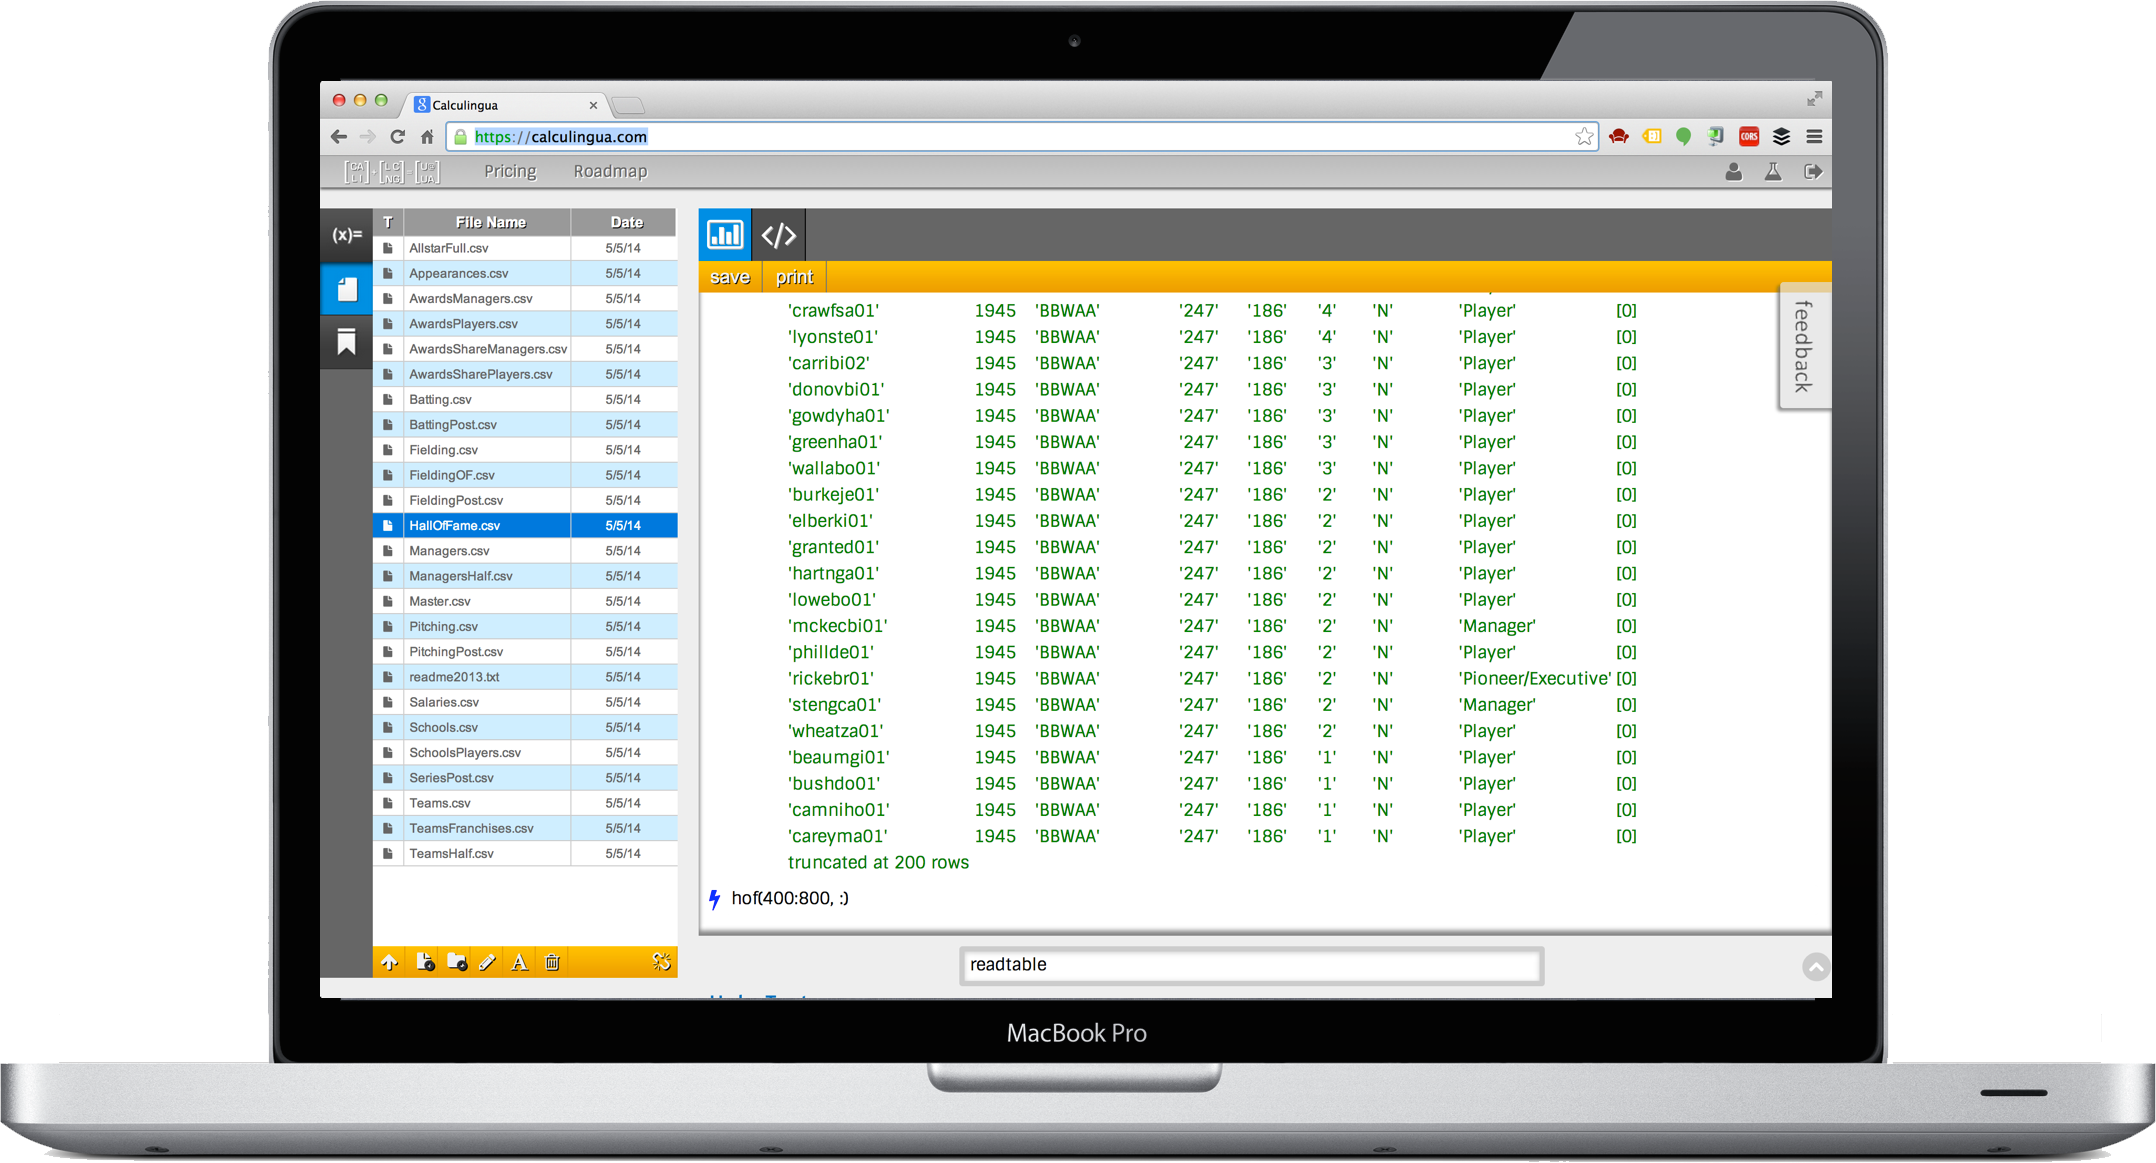 Calculingua
https://calculingua.com
CORS
[CA LI]+[LC NG]=[U@ UA] Pricing Roadmap
(x)= T File Name Date
AllstarFull.csv 5/5/14
Appearances.csv 5/5/14
AwardsManagers.csv 5/5/14
AwardsPlayers.csv 5/5/14
AwardsShareManagers.csv 5/5/14
AwardsSharePlayers.csv 5/5/14
Batting.csv 5/5/14
BattingPost.csv 5/5/14
Fielding.csv 5/5/14
FieldingOF.csv 5/5/14
FieldingPost.csv 5/5/14
HallOfFame.csv 5/5/14
Managers.csv 5/5/14
ManagersHalf.csv 5/5/14
Master.csv 5/5/14
Pitching.csv 5/5/14
PitchingPost.csv 5/5/14
readme2013.txt 5/5/14
Salaries.csv 5/5/14
Schools.csv 5/5/14
SchoolsPlayers.csv 5/5/14
SeriesPost.csv 5/5/14
Teams.csv 5/5/14
TeamsFranchises.csv 5/5/14
TeamsHalf.csv 5/5/14
</>
save print
'crawfsa01' 1945 'BBWAA' '247' '186' '4' 'N' 'Player' [0]
'lyonste01' 1945 'BBWAA' '247' '186' '4' 'N' 'Player' [0]
'carribi02' 1945 'BBWAA' '247' '186' '3' 'N' 'Player' [0]
'donovbi01' 1945 'BBWAA' '247' '186' '3' 'N' 'Player' [0]
'gowdyha01' 1945 'BBWAA' '247' '186' '3' 'N' 'Player' [0]
'greenha01' 1945 'BBWAA' '247' '186' '3' 'N' 'Player' [0]
'wallabo01' 1945 'BBWAA' '247' '186' '3' 'N' 'Player' [0]
'burkeje01' 1945 'BBWAA' '247' '186' '2' 'N' 'Player' [0]
'elberki01' 1945 'BBWAA' '247' '186' '2' 'N' 'Player' [0]
'granted01' 1945 'BBWAA' '247' '186' '2' 'N' 'Player' [0]
'hartnga01' 1945 'BBWAA' '247' '186' '2' 'N' 'Player' [0]
'lowebo01' 1945 'BBWAA' '247' '186' '2' 'N' 'Player' [0]
'mckecbi01' 1945 'BBWAA' '247' '186' '2' 'N' 'Manager' [0]
'phillde01' 1945 'BBWAA' '247' '186' '2' 'N' 'Player' [0]
'rickebr01' 1945 'BBWAA' '247' '186' '2' 'N' 'Pioneer/Executive' [0]
'stengca01' 1945 'BBWAA' '247' '186' '2' 'N' 'Manager' [0]
'wheatza01' 1945 'BBWAA' '247' '186' '2' 'N' 'Player' [0]
'beaumgi01' 1945 'BBWAA' '247' '186' '1' 'N' 'Player' [0]
'bushdo01' 1945 'BBWAA' '247' '186' '1' 'N' 'Player' [0]
'camniho01' 1945 'BBWAA' '247' '186' '1' 'N' 'Player' [0]
'careyma01' 1945 'BBWAA' '247' '186' '1' 'N' 'Player' [0]
truncated at 200 rows
hof(400:800, :)
readtable
feedback
MacBook Pro